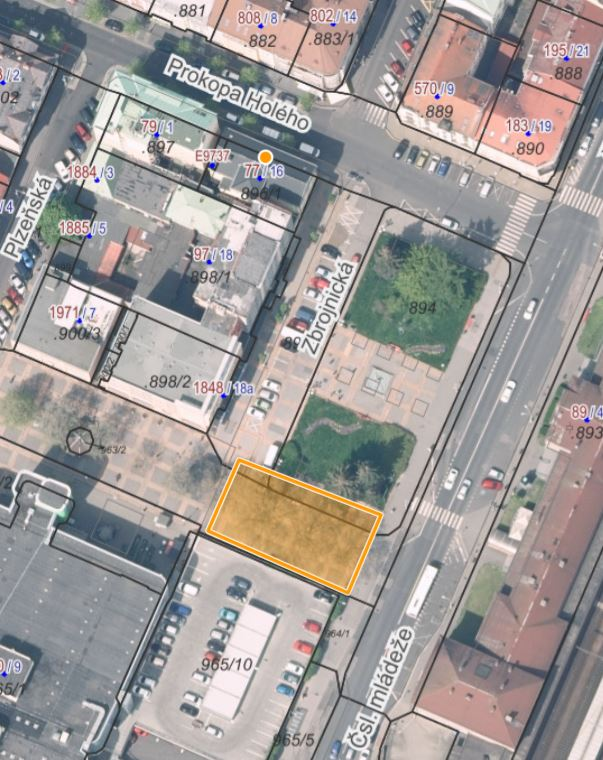 .881
808 / 8
.882
802 / 14
.883/1
195 / 21
.888
570 / 9
.889
183 / 19
.890
/ 2
02
Prokopa Holého
79 / 1
.897
E9737
77 / 16
896/1
1884 / 3
/ 4
Plzeňská
1885 / 5
97 / 18
.898/1
Zbrojnická
894
1971 / 7
.900/3
.898/2
1848 / 18a
89 / 4
.893
963/2
/2
965/10
964/1
/ 9
65/1
Čsl. mládeže
965/5